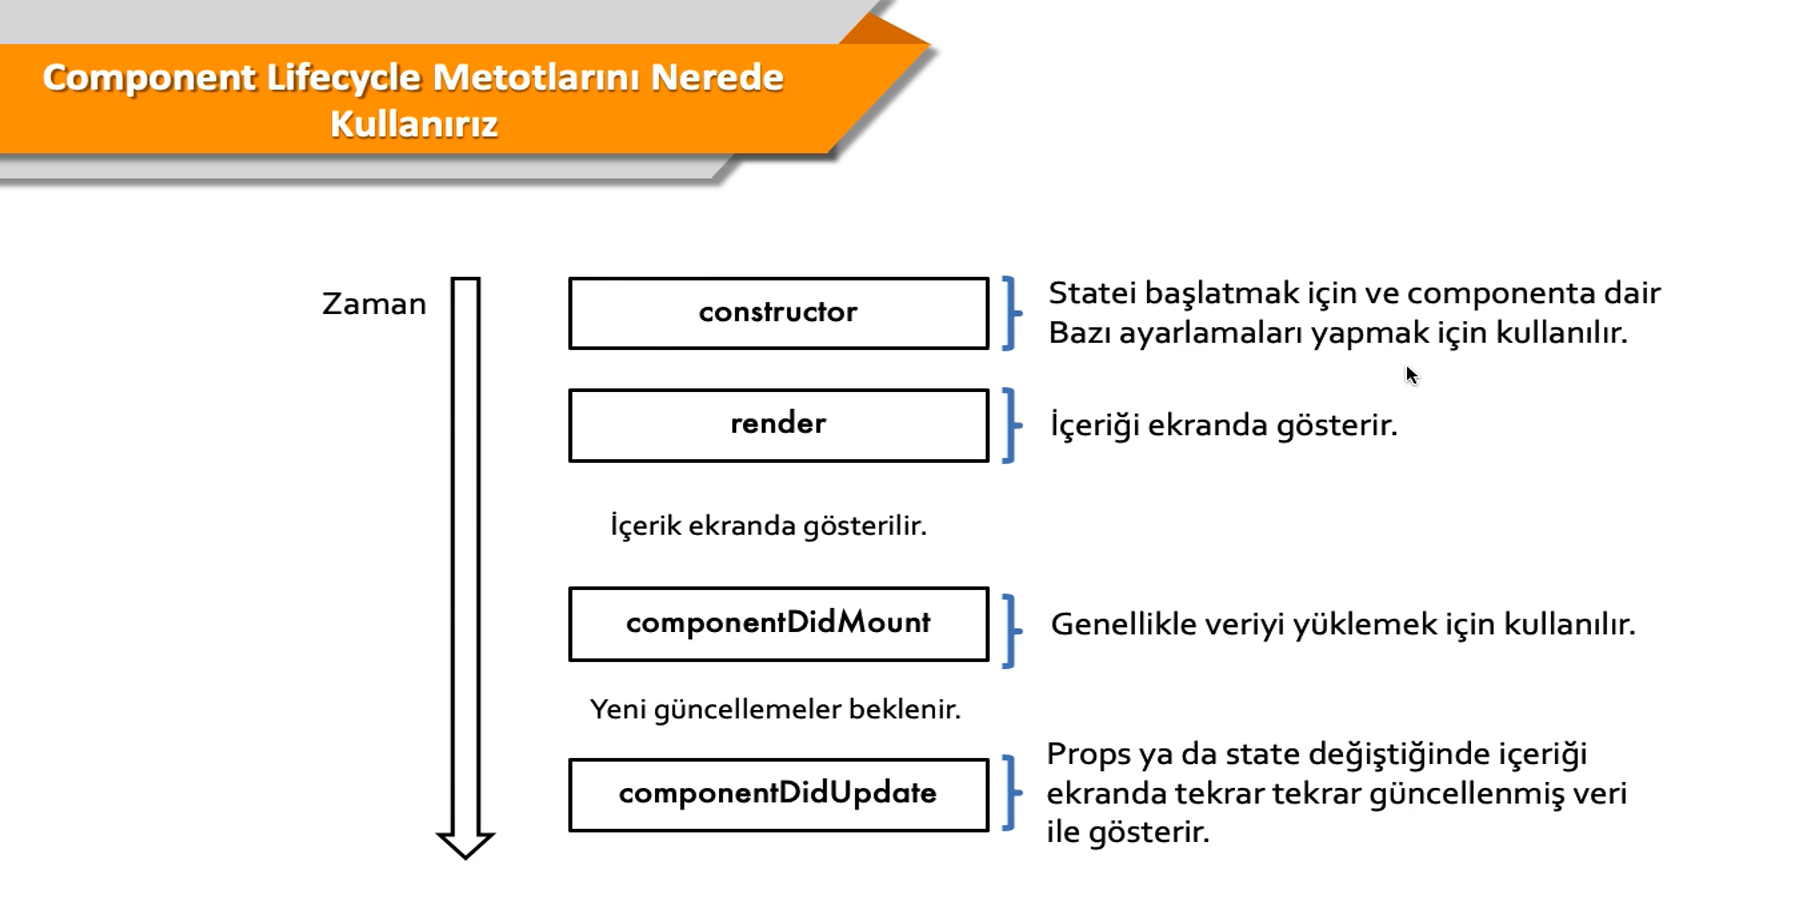 Component Lifecycle Metotlarını Nerede
Kullanırız
Zaman
constructor
Statei başlatmak için ve componenta dair
Bazı ayarlamaları yapmak için kullanılır.
render
İçeriği ekranda gösterir.
İçerik ekranda gösterilir.
componentDidMount
Genellikle veriyi yüklemek için kullanılır.
Yeni güncellemeler beklenir.
componentDidUpdate
Props ya da state değiştiğinde içeriği
ekranda tekrar tekrar güncellenmiş veri
ile gösterir.